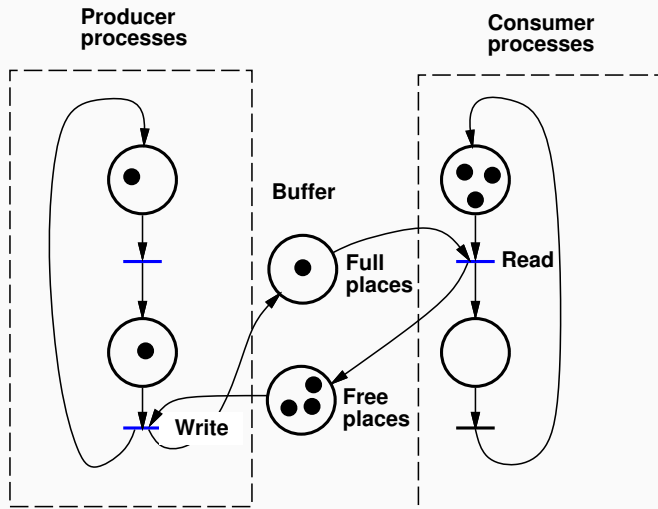 Producer
processes
Consumer
processes
Buffer
Full
places
Read
Free
places
Write